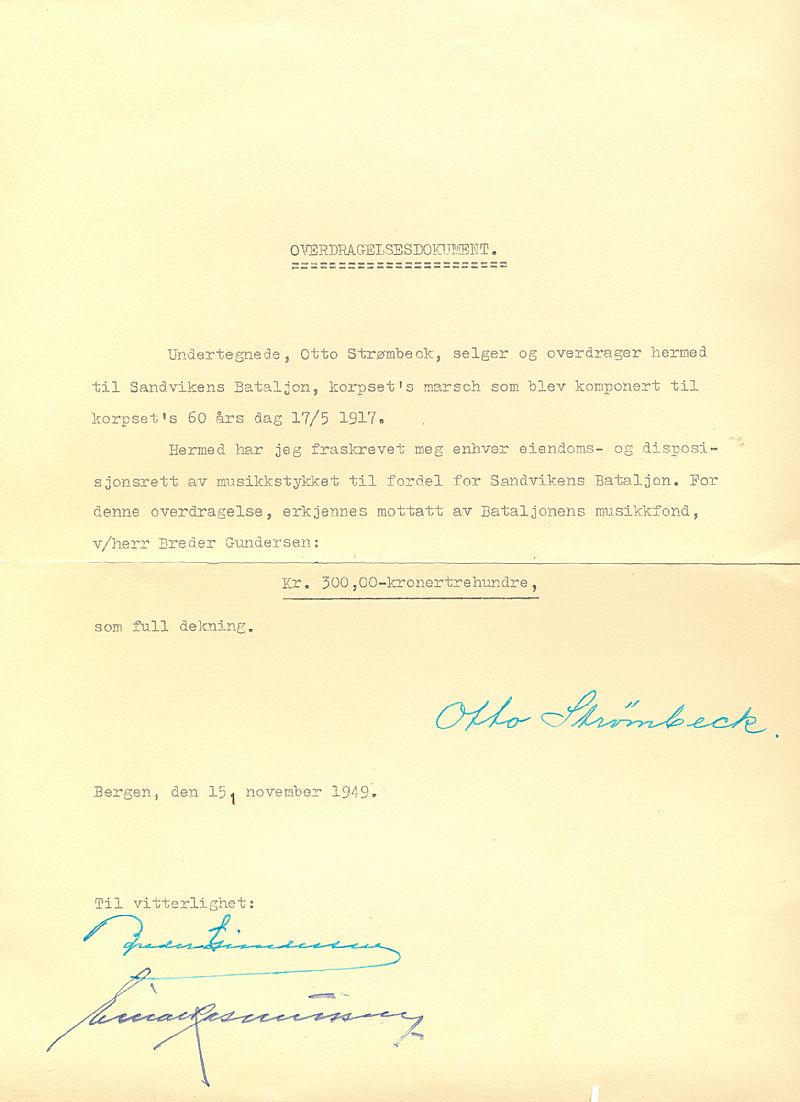 OVERDRAGELSESDOKUMENT.
Undertegnede, Otto Strømbeck, selger og overdrager hermed
til Sandvikens Bataljon, korpset's marsch som blev komponert til
korpset's 60 års dag 17/5 1917.
Hermed har jeg fraskrevet meg enhver eiendoms- og disposi-
sjonsrett av musikkstykket til fordel for Sandvikens Bataljon. For
denne overdragelse, erkjennes mottatt av Bataljonens musikkfond,
v/herr Breder Gundersen:
Kr. 300,00-kronertrehundre,
som full dekning.
Otto Strømbeck.
Bergen, den 15, november 1949.
Til vitterlighet:
Breder Gundersen